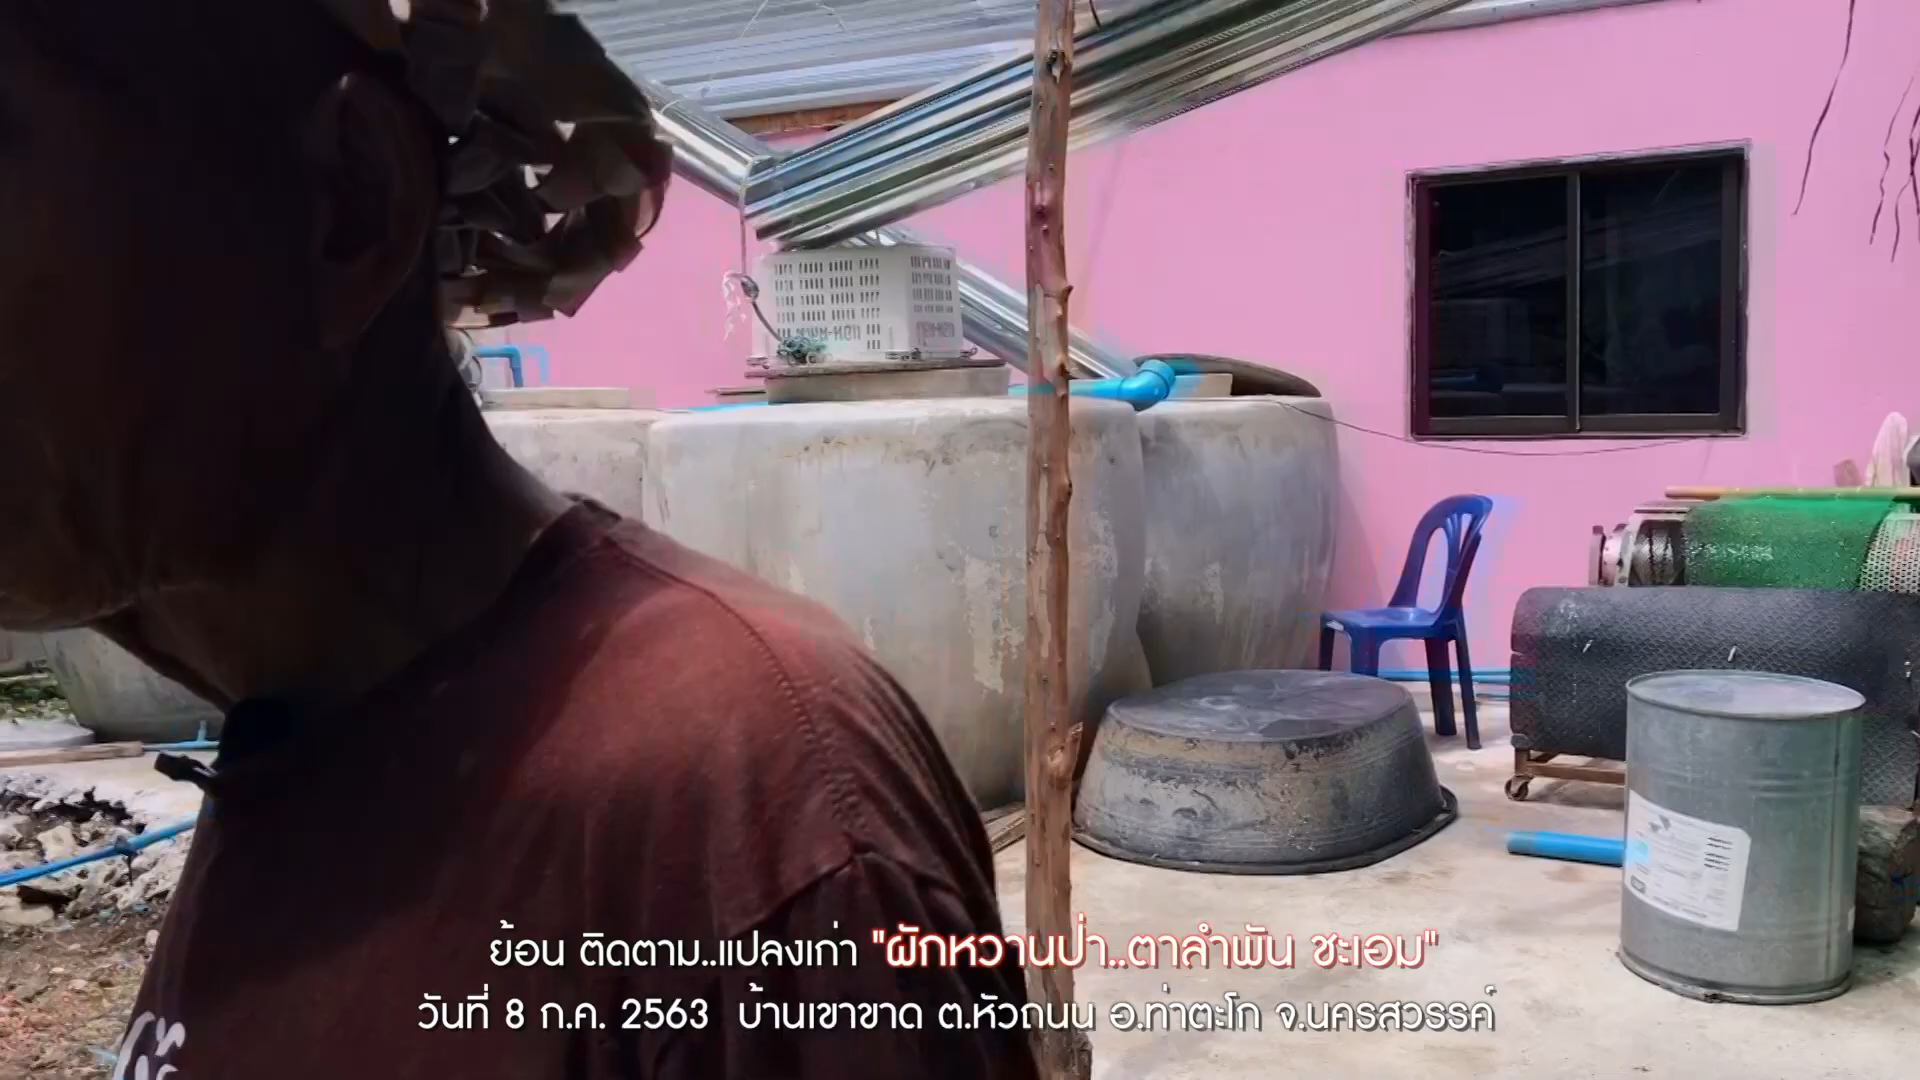 ย้อน ติดตาม..แปลงเก่า "ผักหวานป่า..ตาลำพัน ชะเอม"
วันที่ 8 ก.ค. 2563 บ้านเขาขาด ต.หัวถนน อ.ท่าตะโก จ.นครสวรรค์